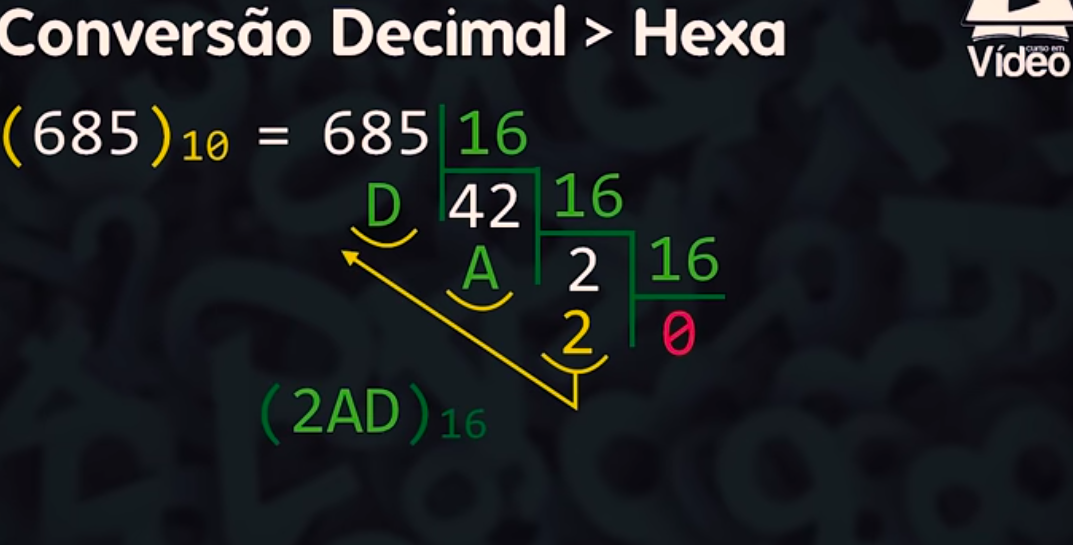 Conversão Decimal > Hexa
curso em
Vídeo
(685)10 = 685 16
D 42 16
A 2 16
2 0
(2AD)16